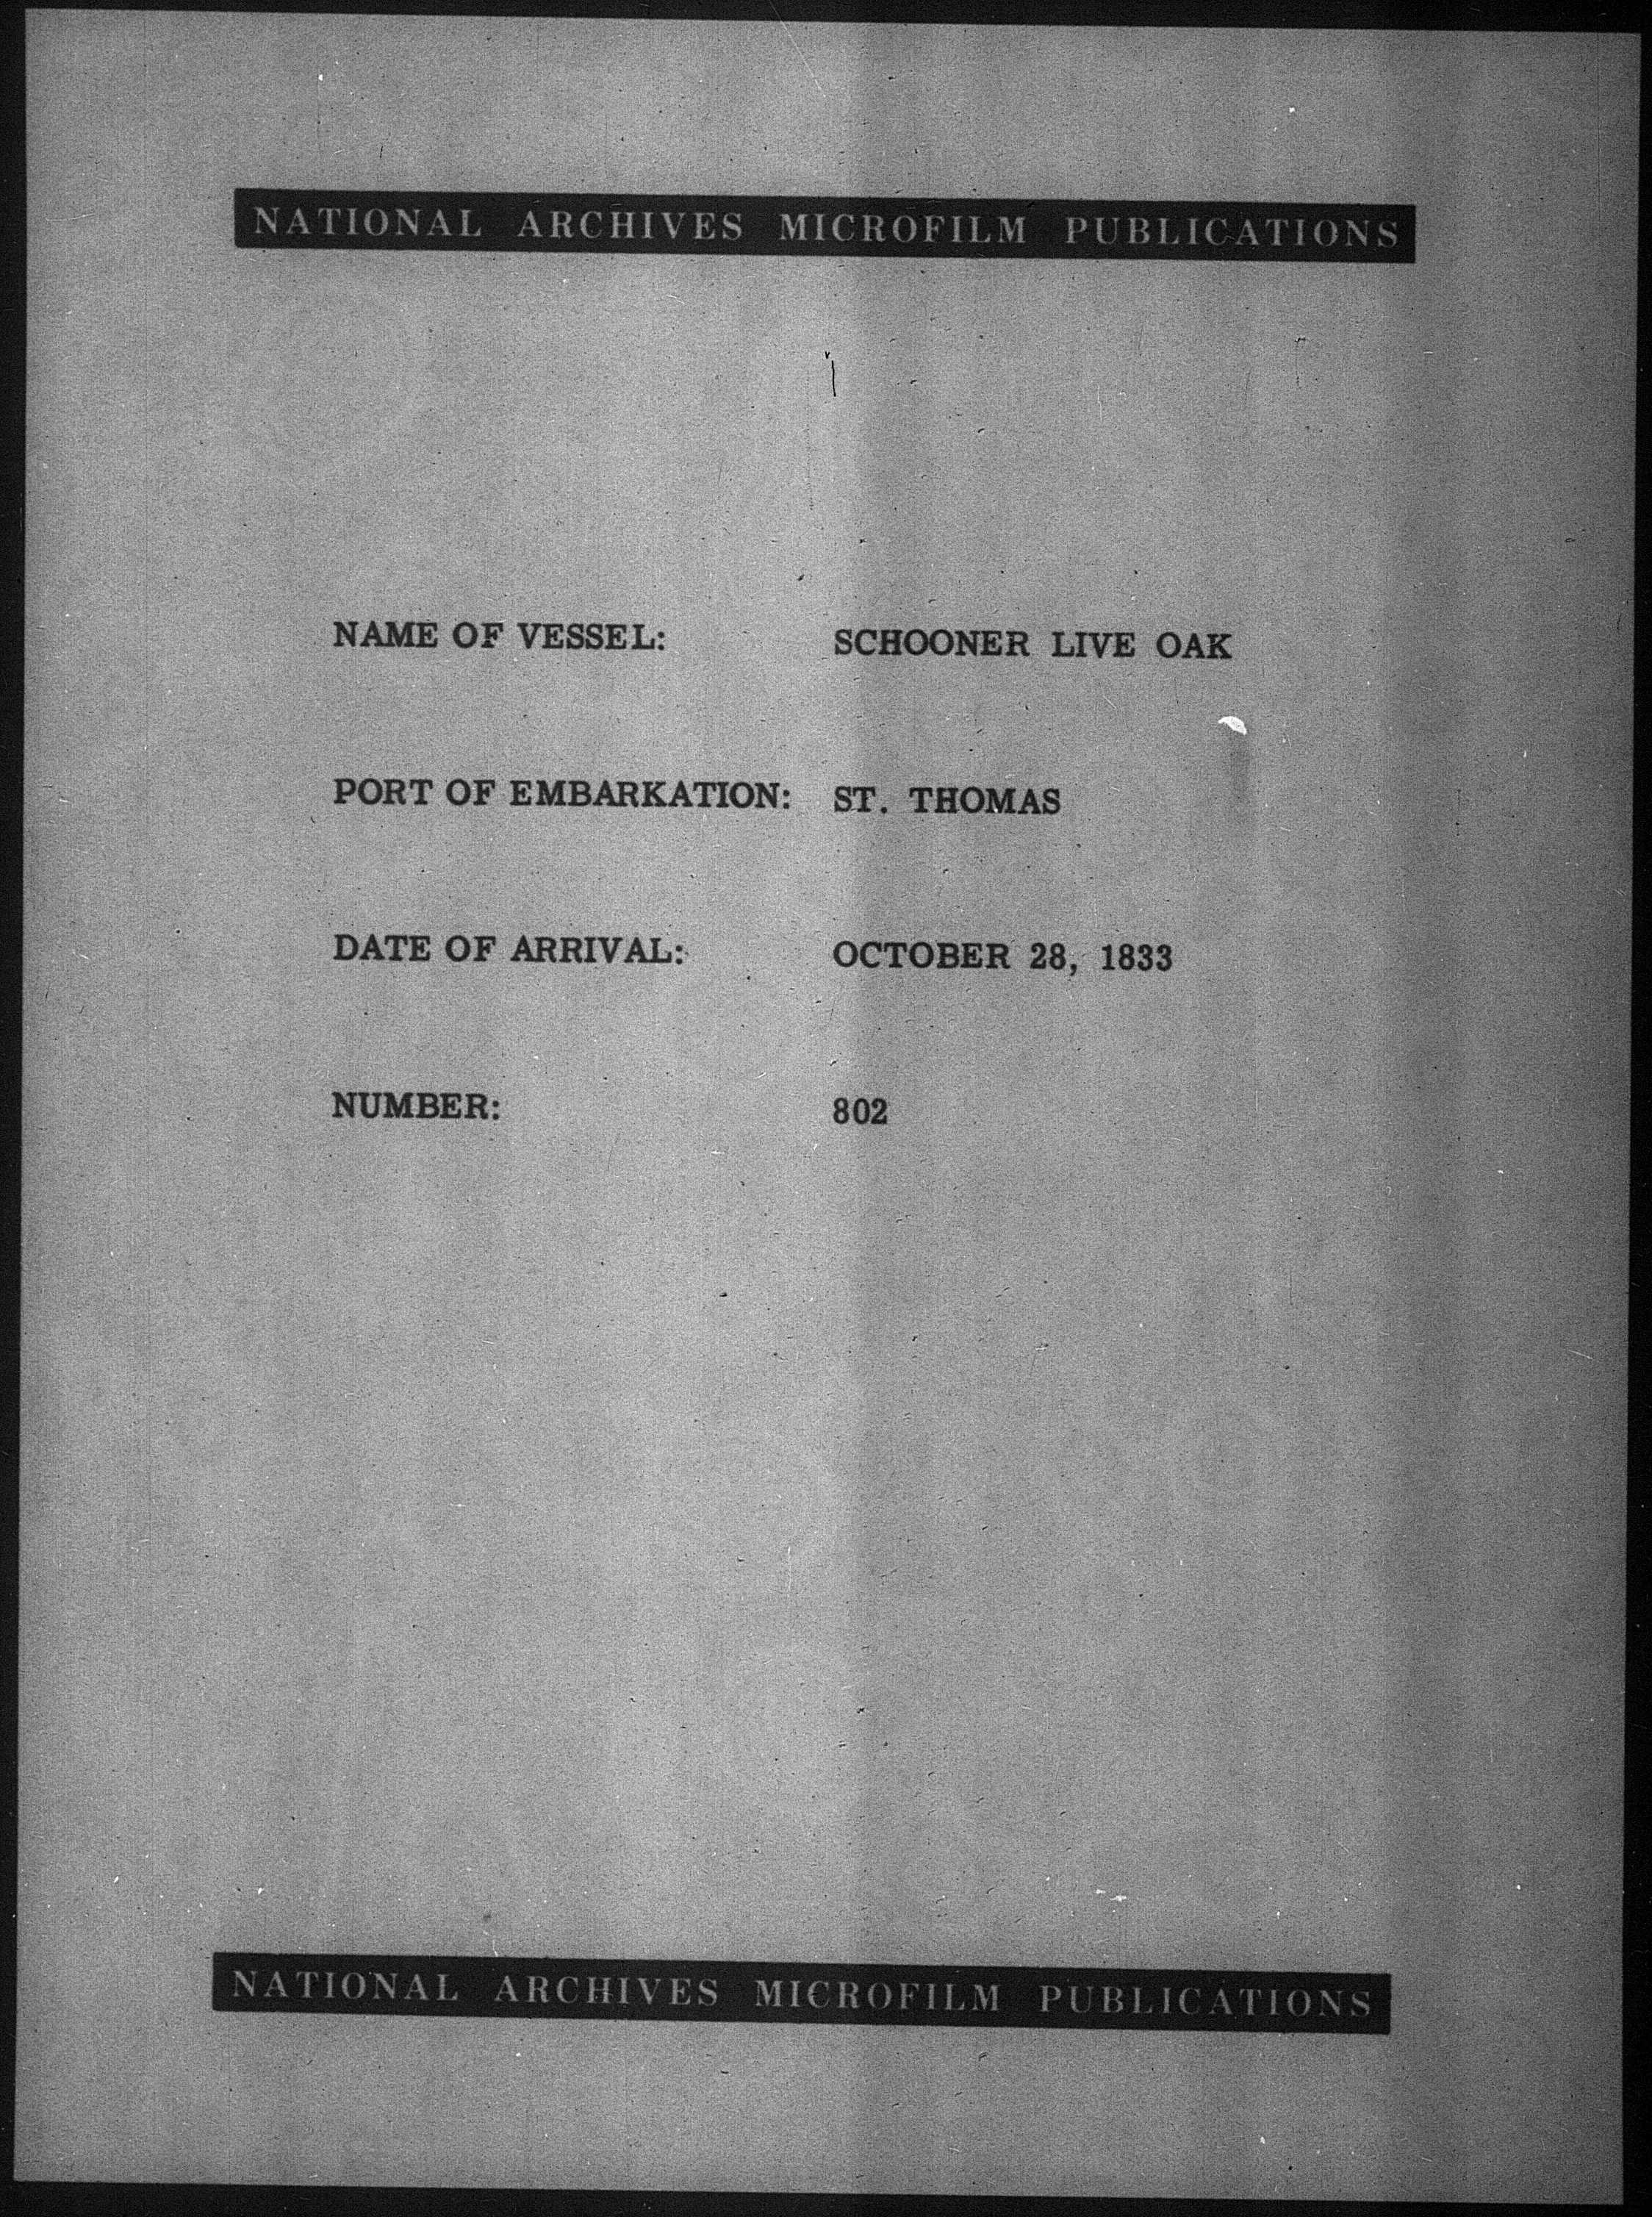 NATIONAL ARCHIVES MICROFILM PUBLICATIONS
NAME OF VESSEL: SCHOONER LIVE OAK
PORT OF EMBARKATION: ST. THOMAS
DATE OF ARRIVAL: OCTOBER 28, 1833
NUMBER: 802
NATIONAL ARCHIVES MICROFILM PUBLICATIONS